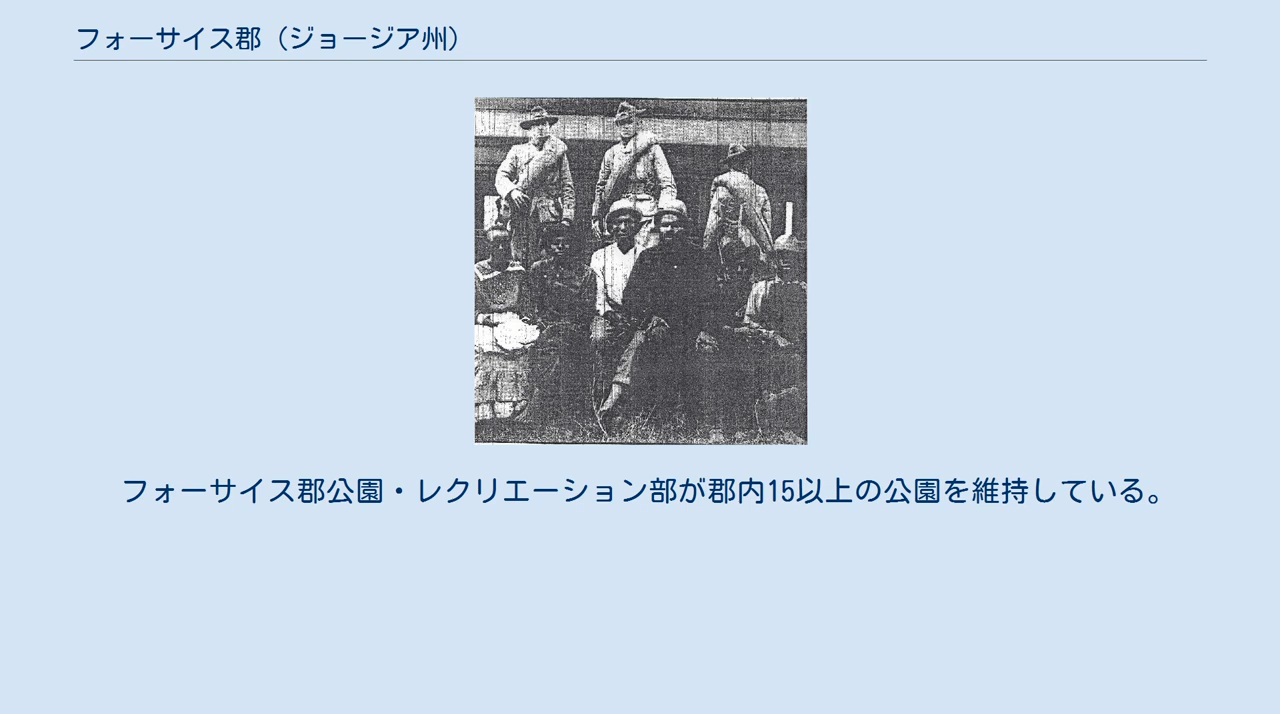 フォーサイス郡（ジョージア州）
フォーサイス郡公園・レクリエーション部が郡内15以上の公園を維持している。